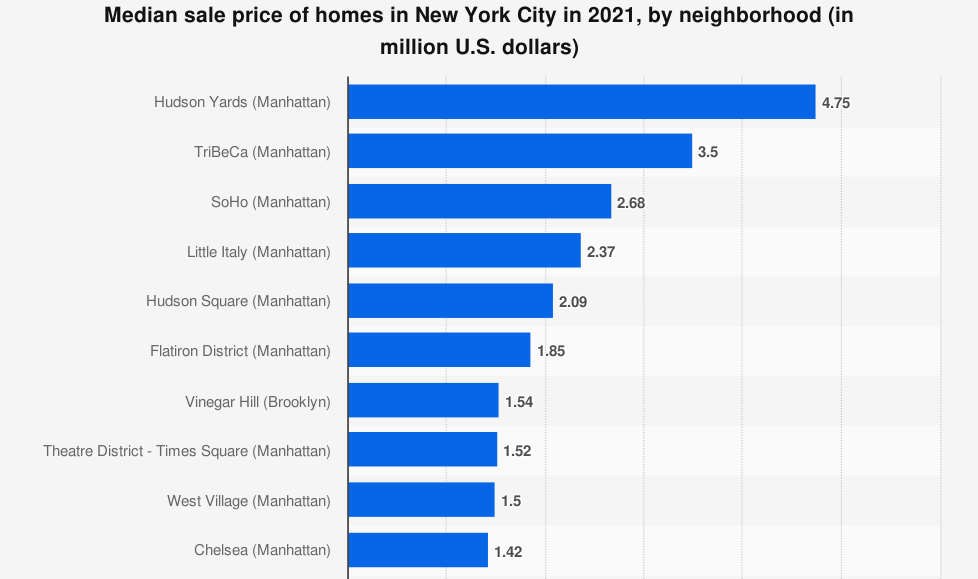 Median sale price of homes in New York City in 2021, by neighborhood (in
million U.S. dollars)
Hudson Yards (Manhattan) 4.75
TriBeCa (Manhattan) 3.5
SoHo (Manhattan) 2.68
Little Italy (Manhattan) 2.37
Hudson Square (Manhattan) 2.09
Flatiron District (Manhattan) 1.85
Vinegar Hill (Brooklyn) 1.54
Theatre District - Times Square (Manhattan) 1.52
West Village (Manhattan) 1.5
Chelsea (Manhattan) 1.42